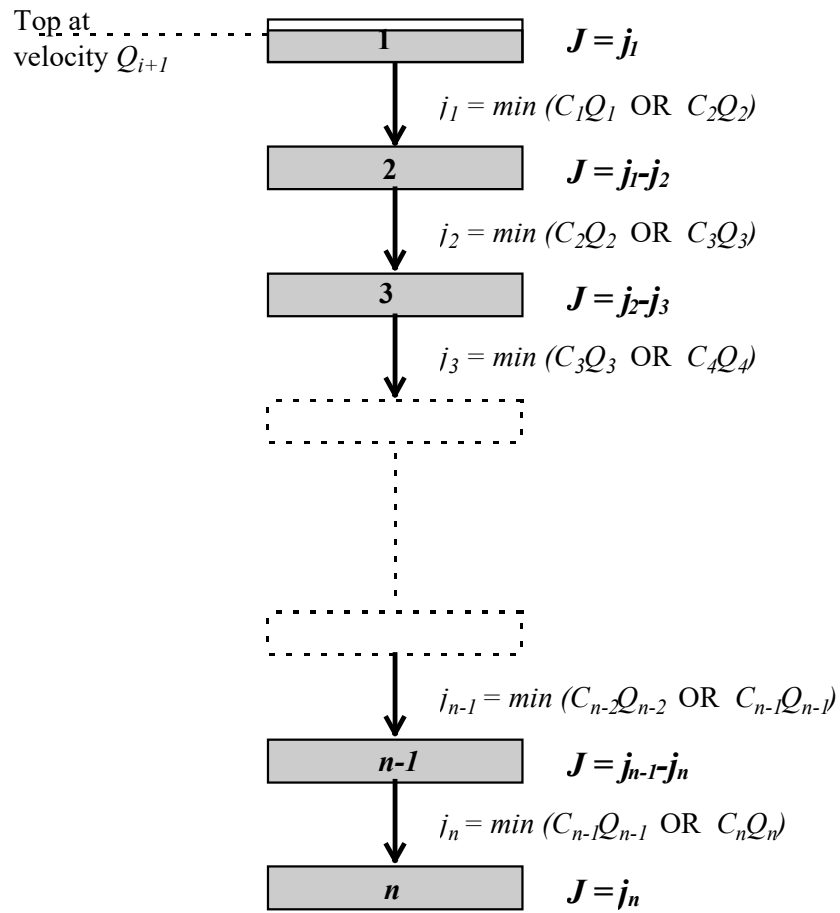 Top at
velocity Q_{i+1}
1
J = j_1
j_1 = min (C_1Q_1 OR C_2Q_2)
2
J = j_1-j_2
j_2 = min (C_2Q_2 OR C_3Q_3)
3
J = j_2-j_3
j_3 = min (C_3Q_3 OR C_4Q_4)
j_{n-1} = min (C_{n-2}Q_{n-2} OR C_{n-1}Q_{n-1})
n-1
J = j_{n-1}-j_n
j_n = min (C_{n-1}Q_{n-1} OR C_nQ_n)
n
J = j_n